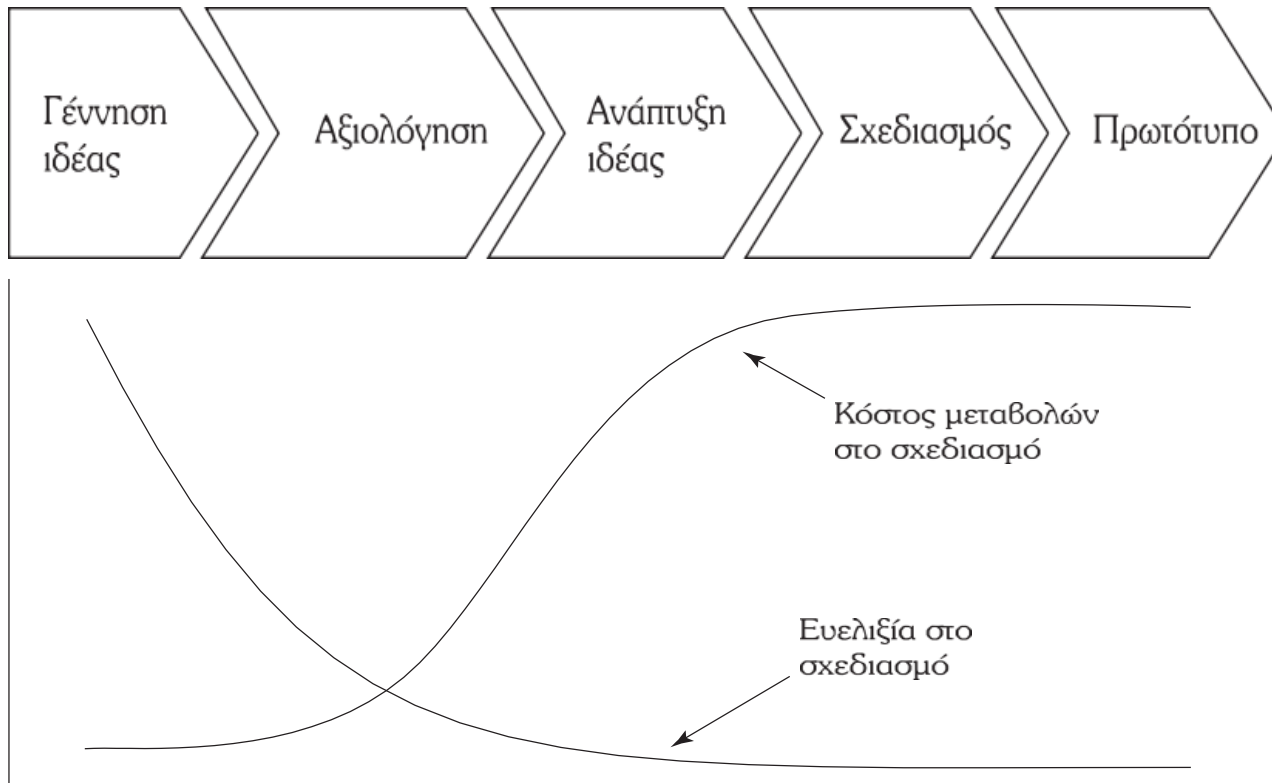 Γέννηση
ιδέας
Αξιολόγηση
Ανάπτυξη
ιδέας
Σχεδιασμός
Πρωτότυπο
Κόστος μεταβολών
στο σχεδιασμό
Ευελιξία στο
σχεδιασμό